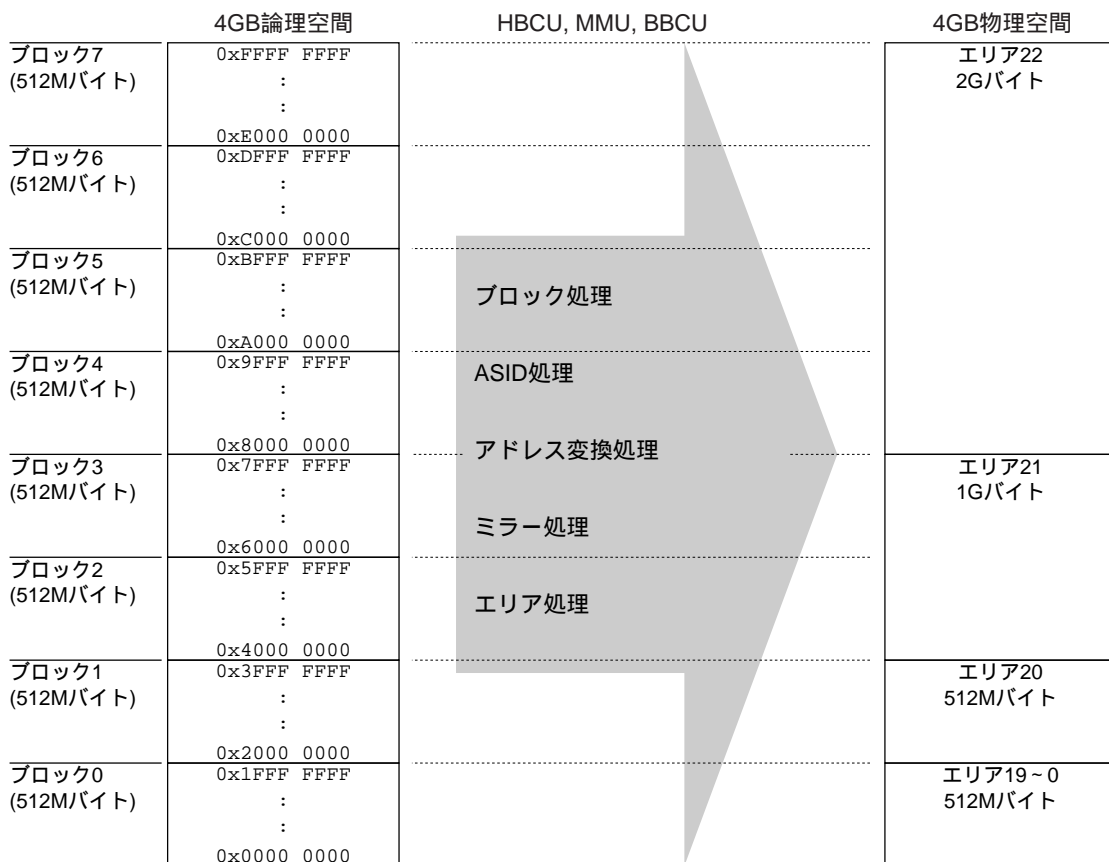 4GB論理空間
HBCU, MMU, BBCU
4GB物理空間
ブロック7
(512Mバイト)
0xFFFF FFFF
:
:
0xE000 0000
ブロック6
(512Mバイト)
0xDFFF FFFF
:
:
0xC000 0000
ブロック5
(512Mバイト)
0xBFFF FFFF
:
:
0xA000 0000
ブロック4
(512Mバイト)
0x9FFF FFFF
:
:
0x8000 0000
ブロック3
(512Mバイト)
0x7FFF FFFF
:
:
0x6000 0000
ブロック2
(512Mバイト)
0x5FFF FFFF
:
:
0x4000 0000
ブロック1
(512Mバイト)
0x3FFF FFFF
:
:
0x2000 0000
ブロック0
(512Mバイト)
0x1FFF FFFF
:
:
0x0000 0000
ブロック処理
ASID処理
アドレス変換処理
ミラー処理
エリア処理
エリア22
2Gバイト
エリア21
1Gバイト
エリア20
512Mバイト
エリア19~0
512Mバイト